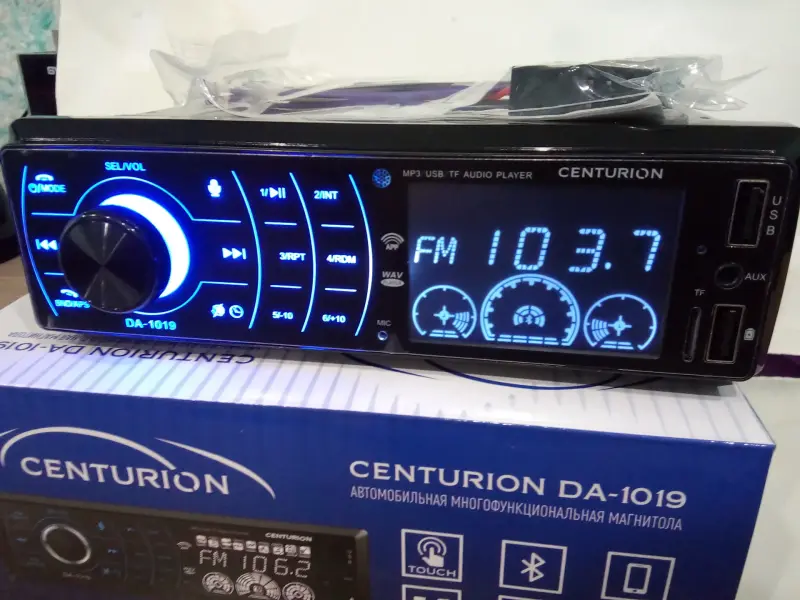 SEL/VOL
/MODE
1/
2/INT
3/RPT
4/RDM
5/-10
6/+10
BND/APS
DA-1019
MP3 USB TF AUDIO PLAYER
CENTURION
APP
WAV
MIC
FM 103.7
USB
AUX
TF
CENTURION DA-1019
CENTURION
CENTURION DA-1019
АВТОМОБИЛЬНАЯ МНОГОФУНКЦИОНАЛЬНАЯ МАГНИТОЛА
CENTURION
FM 106.2
TOUCH